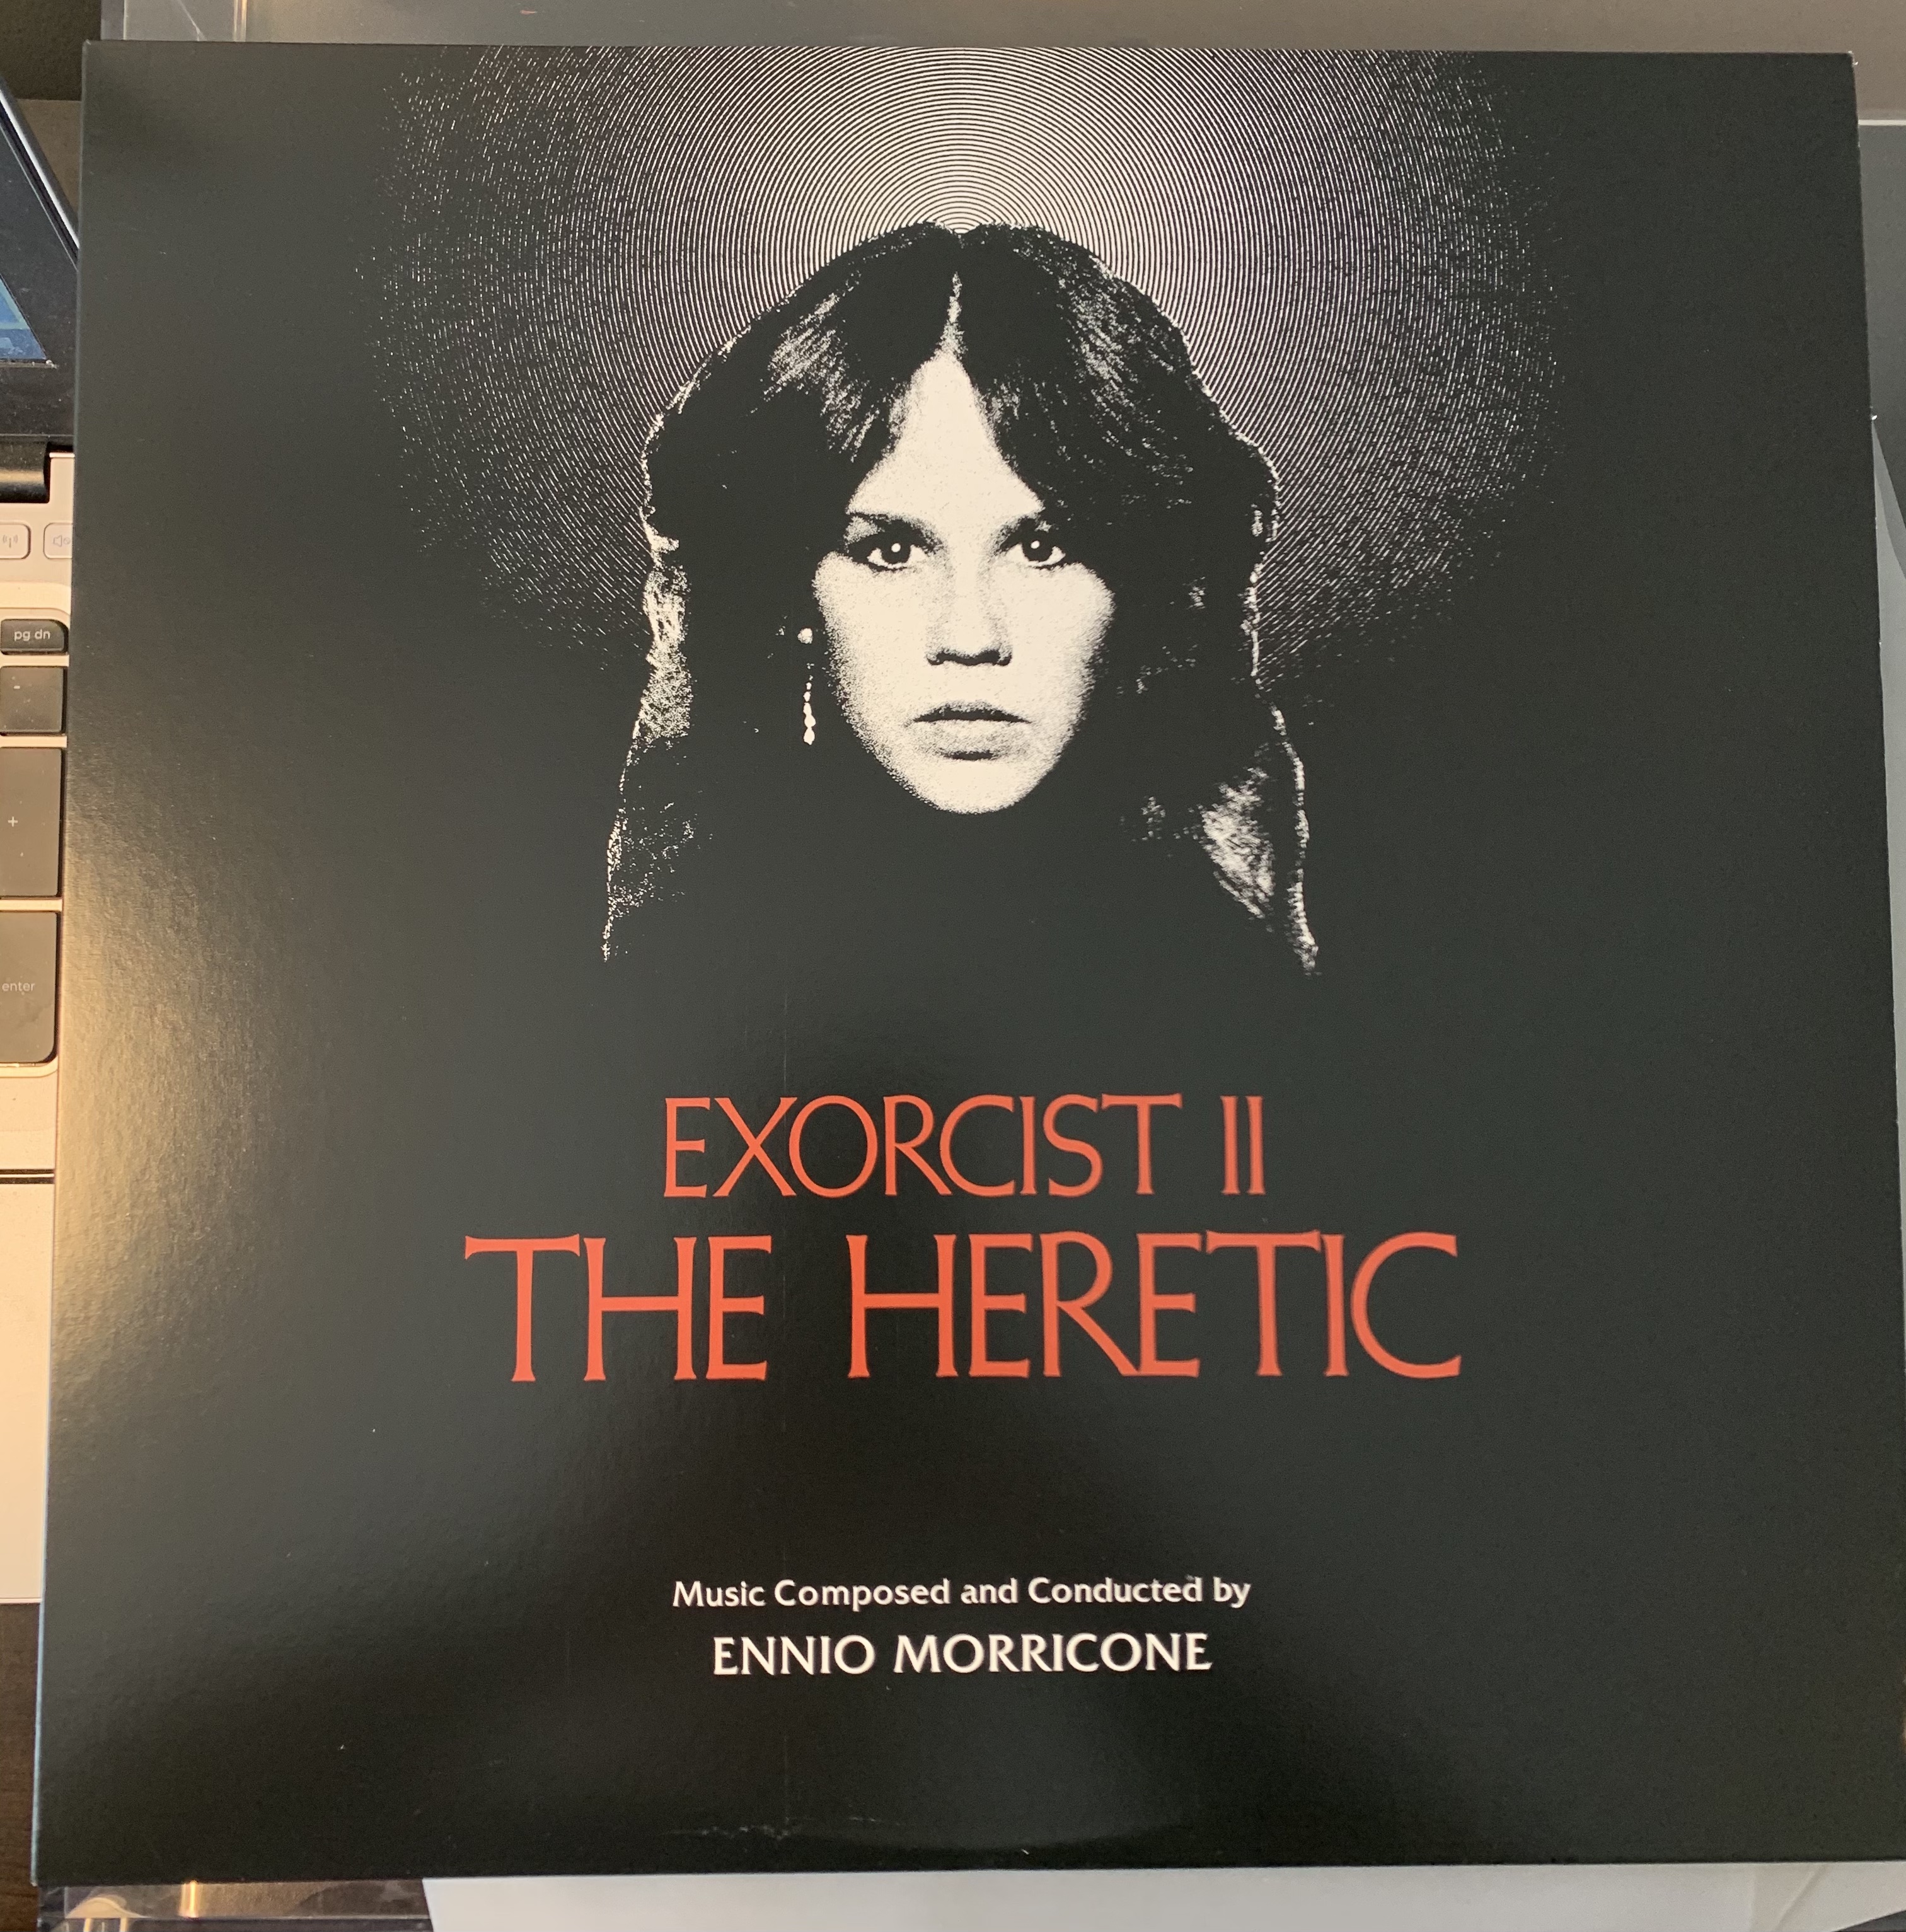 EXORCIST II
THE HERETIC
Music Composed and Conducted by
ENNIO MORRICONE
pg dn
-
+
enter